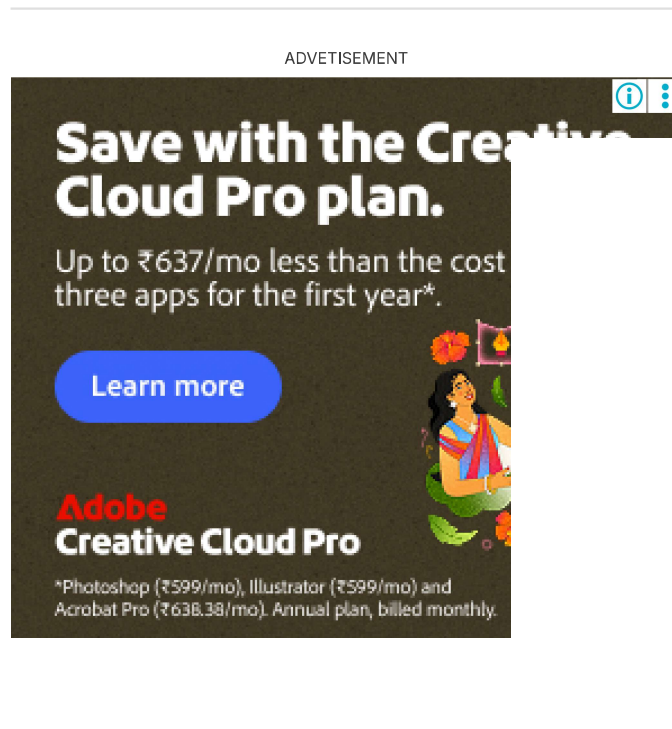 ADVETISEMENT
Save with the Creative
Cloud Pro plan.
Up to ₹637/mo less than the cost
three apps for the first year*.
Learn more
Adobe
Creative Cloud Pro
*Photoshop (₹599/mo), Illustrator (₹599/mo) and
Acrobat Pro (₹638.38/mo). Annual plan, billed monthly.